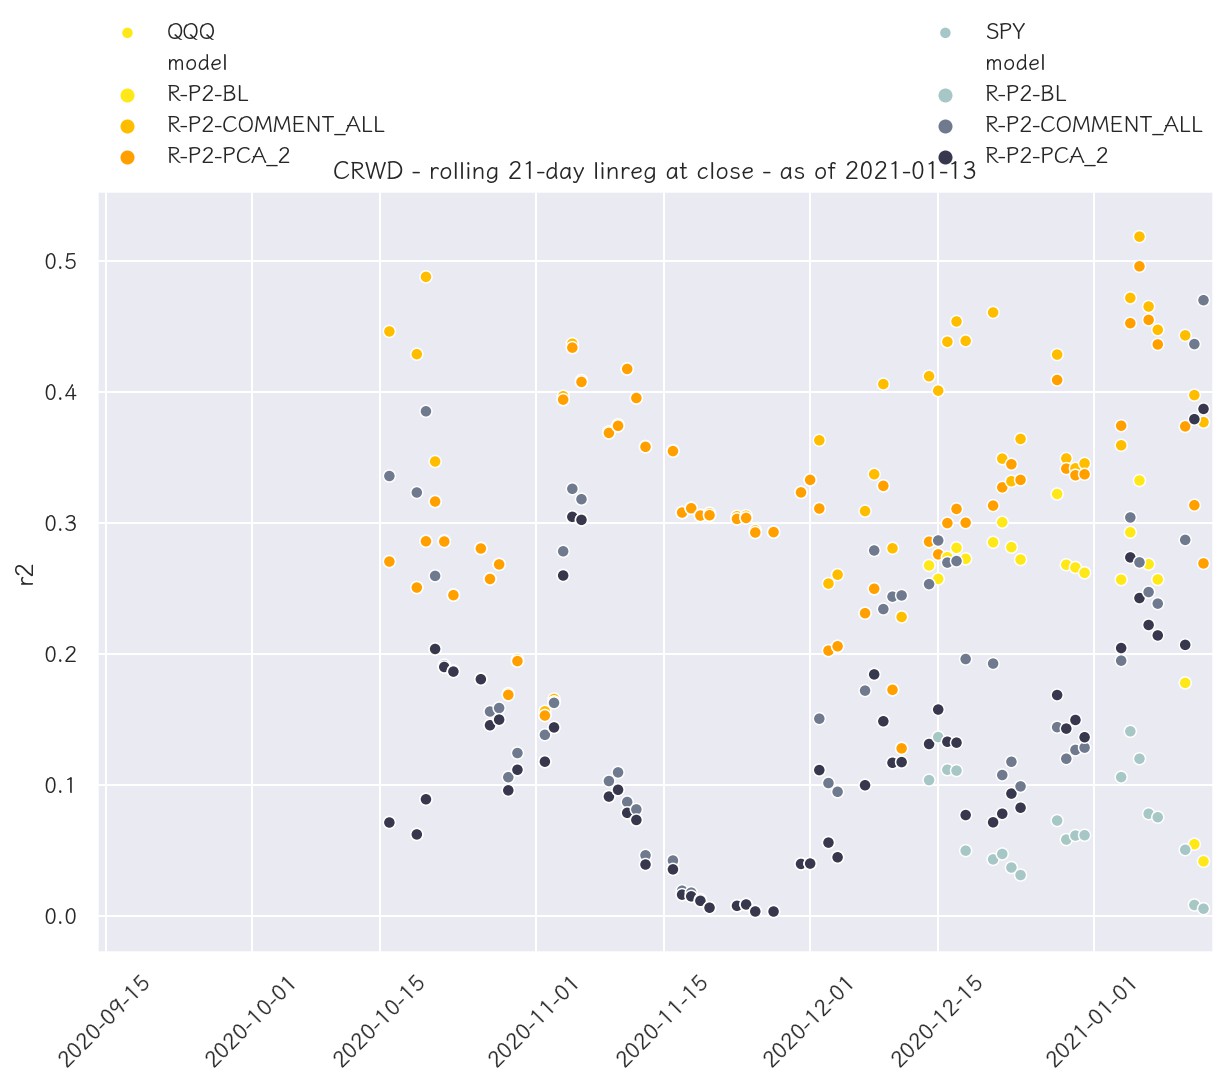 QQQ
model
R-P2-BL
R-P2-COMMENT_ALL
R-P2-PCA_2
SPY
model
R-P2-BL
R-P2-COMMENT_ALL
R-P2-PCA_2
CRWD - rolling 21-day linreg at close - as of 2021-01-13
r2
0.5
0.4
0.3
0.2
0.1
0.0
2020-09-15
2020-10-01
2020-10-15
2020-11-01
2020-11-15
2020-12-01
2020-12-15
2021-01-01